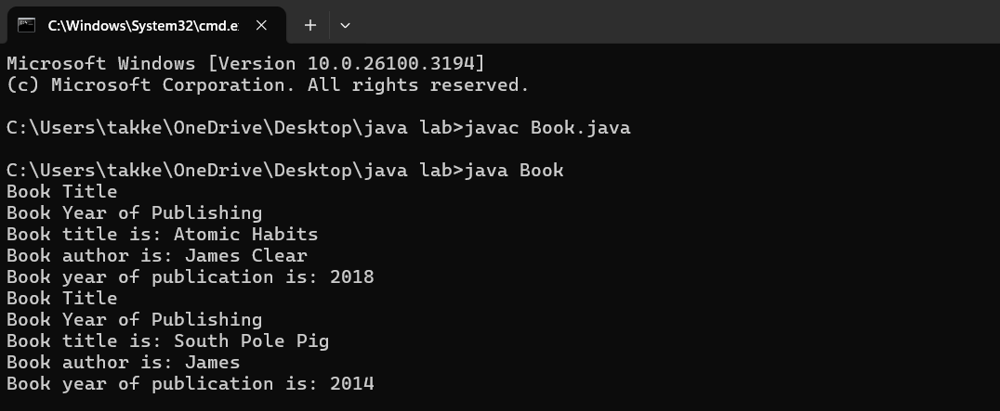 C:\Windows\System32\cmd.e
Microsoft Windows [Version 10.0.26100.3194]
(c) Microsoft Corporation. All rights reserved.
C:\Users\takke\OneDrive\Desktop\java lab>javac Book.java
C:\Users\takke\OneDrive\Desktop\java lab>java Book
Book Title
Book Year of Publishing
Book title is: Atomic Habits
Book author is: James Clear
Book year of publication is: 2018
Book Title
Book Year of Publishing
Book title is: South Pole Pig
Book author is: James
Book year of publication is: 2014